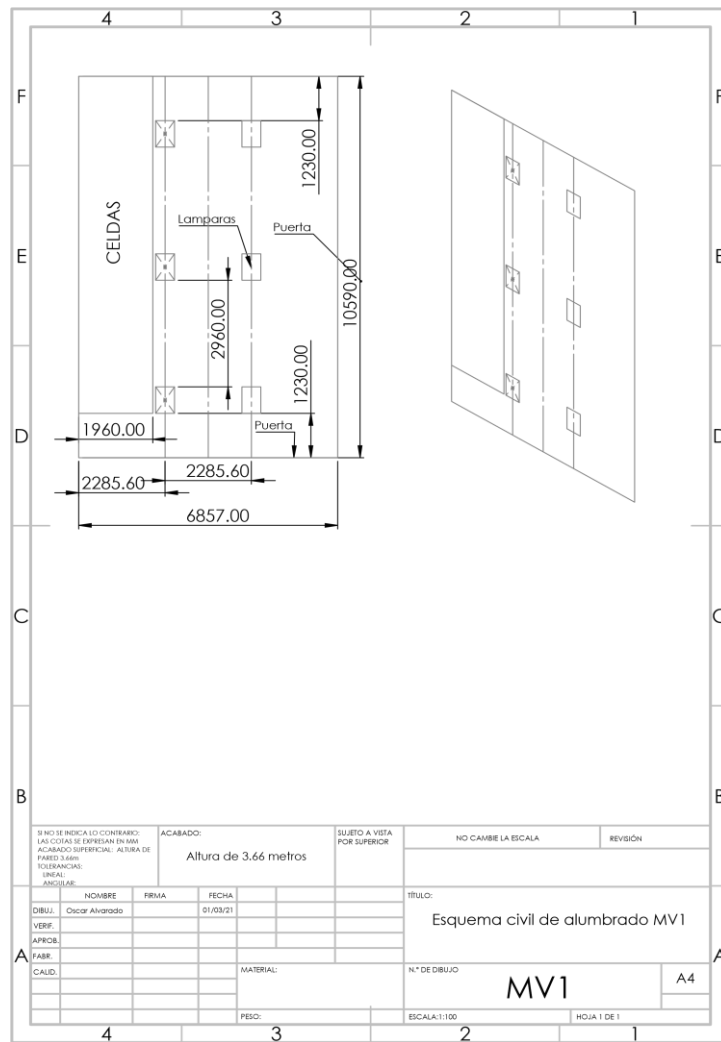 4 3 2 1
F F
E E
D D
C C
B B
A A
CELDAS
Lamparas
Puerta
1230.00
10590.00
2960.00
1230.00
Puerta
1960.00
2285.60
2285.60
6857.00
SI NO SE INDICA LO CONTRARIO:
LAS COTAS SE EXPRESAN EN MM
ACABADO SUPERFICIAL: ALTURA DE
PARED 3.66m
TOLERANCIAS:
LINEAL:
ANGULAR:
ACABADO:
Altura de 3.66 metros
SUJETO A VISTA
POR SUPERIOR
NO CAMBIE LA ESCALA
REVISIÓN
NOMBRE FIRMA FECHA
DIBUJ. Oscar Alvarado 01/03/21
VERIF.
APROB.
FABR.
CALID.
TÍTULO:
Esquema civil de alumbrado MV1
MATERIAL:
N.º DE DIBUJO
MV1
A4
PESO:
ESCALA:1:100
HOJA 1 DE 1
4 3 2 1